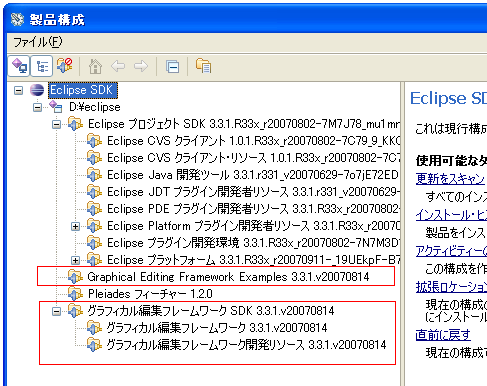 製品構成
ファイル(F)
Eclipse SDK
D:¥eclipse
Eclipse プロジェクト SDK 3.3.1.R33x_r20070802-7M7J78_mu1mr
Eclipse CVS クライアント 1.0.1.R33x_r20070802-7C79_9_KKC
Eclipse CVS クライアント・リソース 1.0.1.R33x_r20070802-7C7
Eclipse Java 開発ツール 3.3.1.r331_v20070629-7o7jE72ED
Eclipse JDT プラグイン開発者リソース 3.3.1.r331_v20070629-
Eclipse PDE プラグイン開発者リソース 3.3.1.R33x_r20070802
Eclipse Platform プラグイン開発者リソース 3.3.1.R33x_r2007
Eclipse プラグイン開発環境 3.3.1.R33x_r20070802-7N7M3D
Eclipse プラットフォーム 3.3.1.R33x_r20070911-_19UEkpF-B7
Graphical Editing Framework Examples 3.3.1.v20070814
Pleiades フィーチャー 1.2.0
グラフィカル編集フレームワーク SDK 3.3.1.v20070814
グラフィカル編集フレームワーク 3.3.1.v20070814
グラフィカル編集フレームワーク開発リソース 3.3.1.v20070814
Eclipse SD
これは現行構成
使用可能なタ
更新をスキャン
すべてのインス
インストール・ヒス
製品をインス
アクティビティーの
この構成を作
拡張ロケーション
現在の構成の
にインストール
直前に戻す
現在の構成